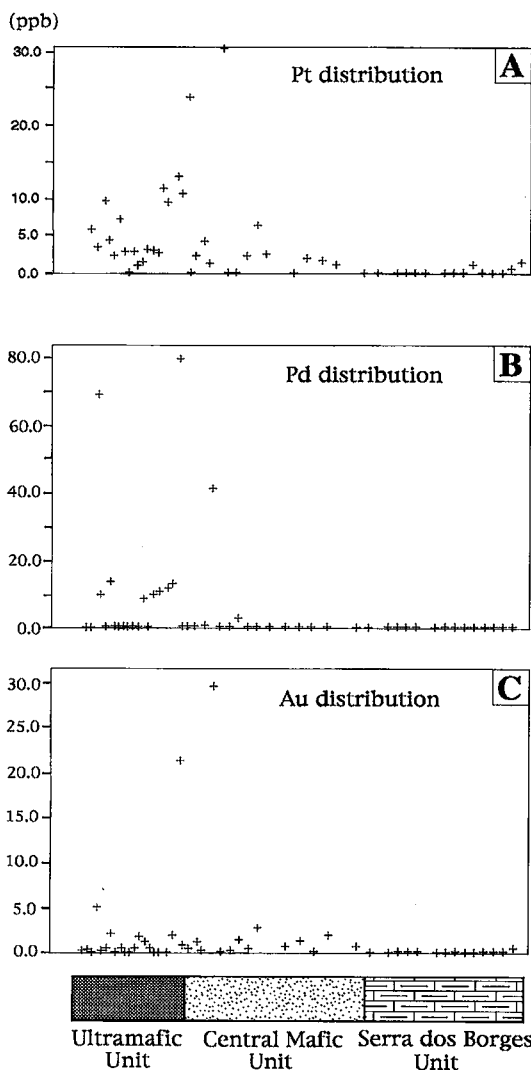 (ppb)
30.0
20.0
10.0
5.0
0.0
Pt distribution
A
80.0
60.0
40.0
20.0
0.0
Pd distribution
B
30.0
25.0
20.0
15.0
10.0
5.0
0.0
Au distribution
C
Ultramafic
Unit
Central Mafic
Unit
Serra dos Borges
Unit